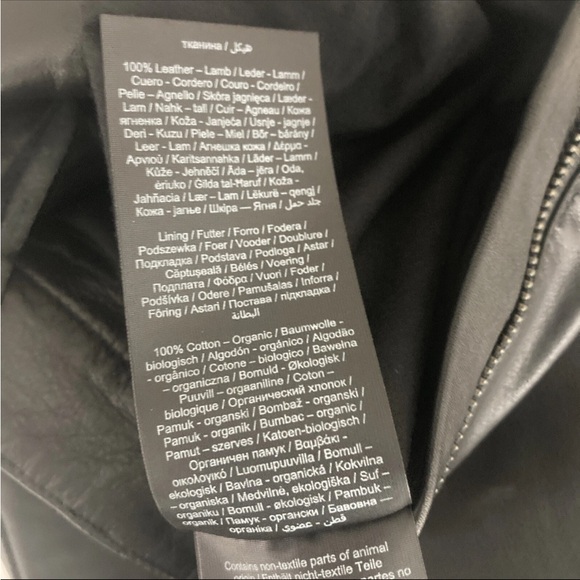 тканина / هيكل /
100% Leather – Lamb / Leder - Lamm /
Cuero - Cordero / Couro - Cordeiro /
Pelle – Agnello / Skóra jagnięca / Læder -
Lam / Nahk - tall / Cuir – Agneau / Кожа
ягненка / Koža - Janjeća / Usnje - jagnje /
Deri - Kuzu / Piele – Miel / Bőr – bárány /
Leer - Lam / Агнешка кожа / Δέρμα -
Αρνιού / Karitsannahka / Läder – Lamm /
Kůže - Jehněčí / Āda – jēra / Oda,
ėriuko / Ġilda tal-Ħaruf / Koža -
Jahňacia / Lær – Lam / Lëkurë - qengj /
Кожа - јање / Шкіра — Ягня / جلد حمل /
Lining / Futter / Forro / Fodera /
Podszewka / Foer / Vooder / Doublure /
Подкладка / Podstava / Podloga / Astar /
Căptușeală / Bélés / Voering /
Подплата / Φόδρα / Vuori / Foder /
Podšívka / Odere / Pamušalas / Inforra /
Fôring / Astari / Постава / підкладка /
البطانة
100% Cotton – Organic / Baumwolle -
biologisch / Algodón - orgánico / Algodão
- orgânico / Cotone – biologico / Bawełna
– organiczna / Bomuld - Økologisk /
Puuvill - orgaaniline / Coton –
biologique / Органический хлопок /
Pamuk - organski / Bombaž - organski /
Pamuk - organik / Bumbac – organic /
Pamut – szerves / Katoen-biologisch /
Органичен памук / Βαμβάκι -
οικολογικό / Luomupuuvilla / Bomull –
ekologisk / Bavlna - organická / Kokvilna
– organiska / Medvilnė, ekologiška / Suf –
organiku / Bomull - økologisk / Pambuk –
organik / Памук - органски / Бавовна —
органіка / قطن - عضوي
Contains non-textile parts of animal
origin / Enthält nicht-textile Teile